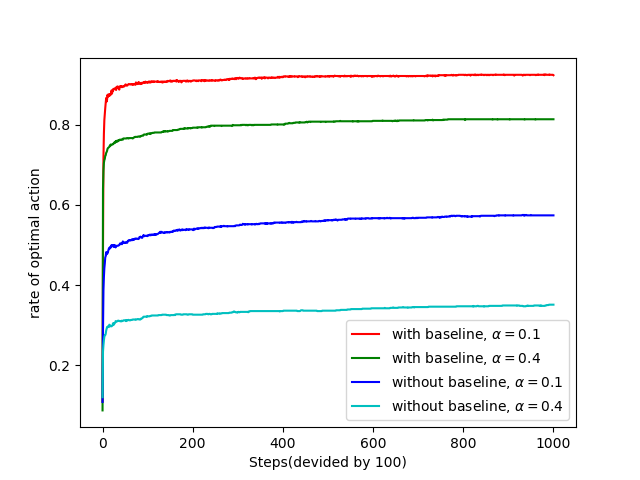 rate of optimal action
0.8
0.6
0.4
0.2
0
200
400
600
800
1000
Steps(devided by 100)
with baseline, α = 0.1
with baseline, α = 0.4
without baseline, α = 0.1
without baseline, α = 0.4